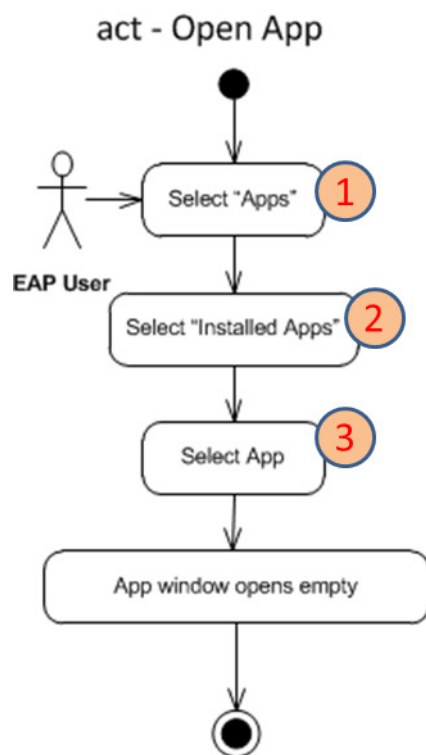 act - Open App
Select “Apps”
1
EAP User
Select “Installed Apps”
2
Select App
3
App window opens empty